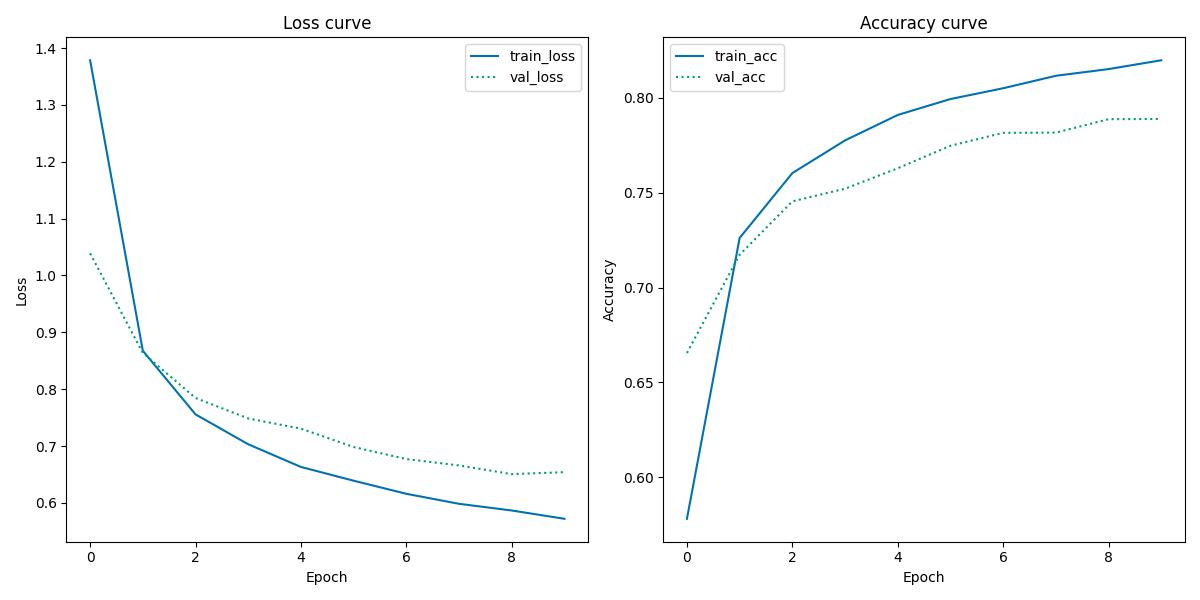 Loss curve
1.4
1.3
1.2
1.1
1.0
0.9
0.8
0.7
0.6
Loss
train_loss
val_loss
0 2 4 6 8
Epoch
Accuracy curve
0.80
0.75
0.70
0.65
0.60
Accuracy
train_acc
val_acc
0 2 4 6 8
Epoch